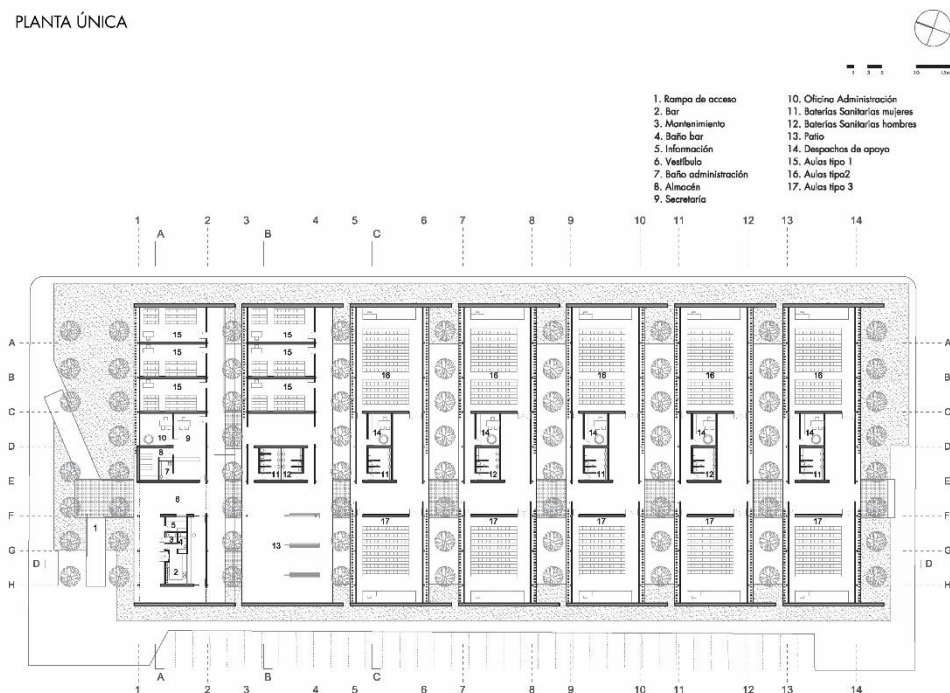 PLANTA ÚNICA
1 3 5 10 15m
1. Rampa de acceso
2. Bar
3. Mantenimiento
4. Baño bar
5. Información
6. Vestíbulo
7. Baño administración
8. Almacén
9. Secretaría
10. Oficina Administración
11. Baterías Sanitarias mujeres
12. Baterías Sanitarias hombres
13. Patio
14. Despachos de apoyo
15. Aulas tipo 1
16. Aulas tipo2
17. Aulas tipo 3
1 2 3 4 5 6 7 8 9 10 11 12 13 14
A B C
15 15
A A
15 15 16 16 16 16 16
B B
15 15
C C
14 14 14 14 14
10 9
D D
8
7 11 12 11 12 11 12 11
E E
6
F F
5 17 17 17 17 17
1
3
13
G G
D D
2
H H
A B C
1 2 3 4 5 6 7 8 9 10 11 12 13 14